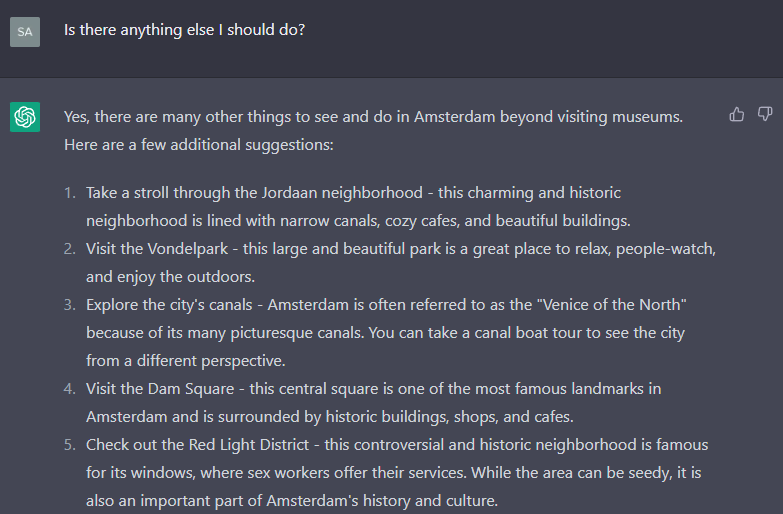 SA
Is there anything else I should do?
Yes, there are many other things to see and do in Amsterdam beyond visiting museums.
Here are a few additional suggestions:
1. Take a stroll through the Jordaan neighborhood - this charming and historic
neighborhood is lined with narrow canals, cozy cafes, and beautiful buildings.
2. Visit the Vondelpark - this large and beautiful park is a great place to relax, people-watch,
and enjoy the outdoors.
3. Explore the city's canals - Amsterdam is often referred to as the "Venice of the North"
because of its many picturesque canals. You can take a canal boat tour to see the city
from a different perspective.
4. Visit the Dam Square - this central square is one of the most famous landmarks in
Amsterdam and is surrounded by historic buildings, shops, and cafes.
5. Check out the Red Light District - this controversial and historic neighborhood is famous
for its windows, where sex workers offer their services. While the area can be seedy, it is
also an important part of Amsterdam's history and culture.